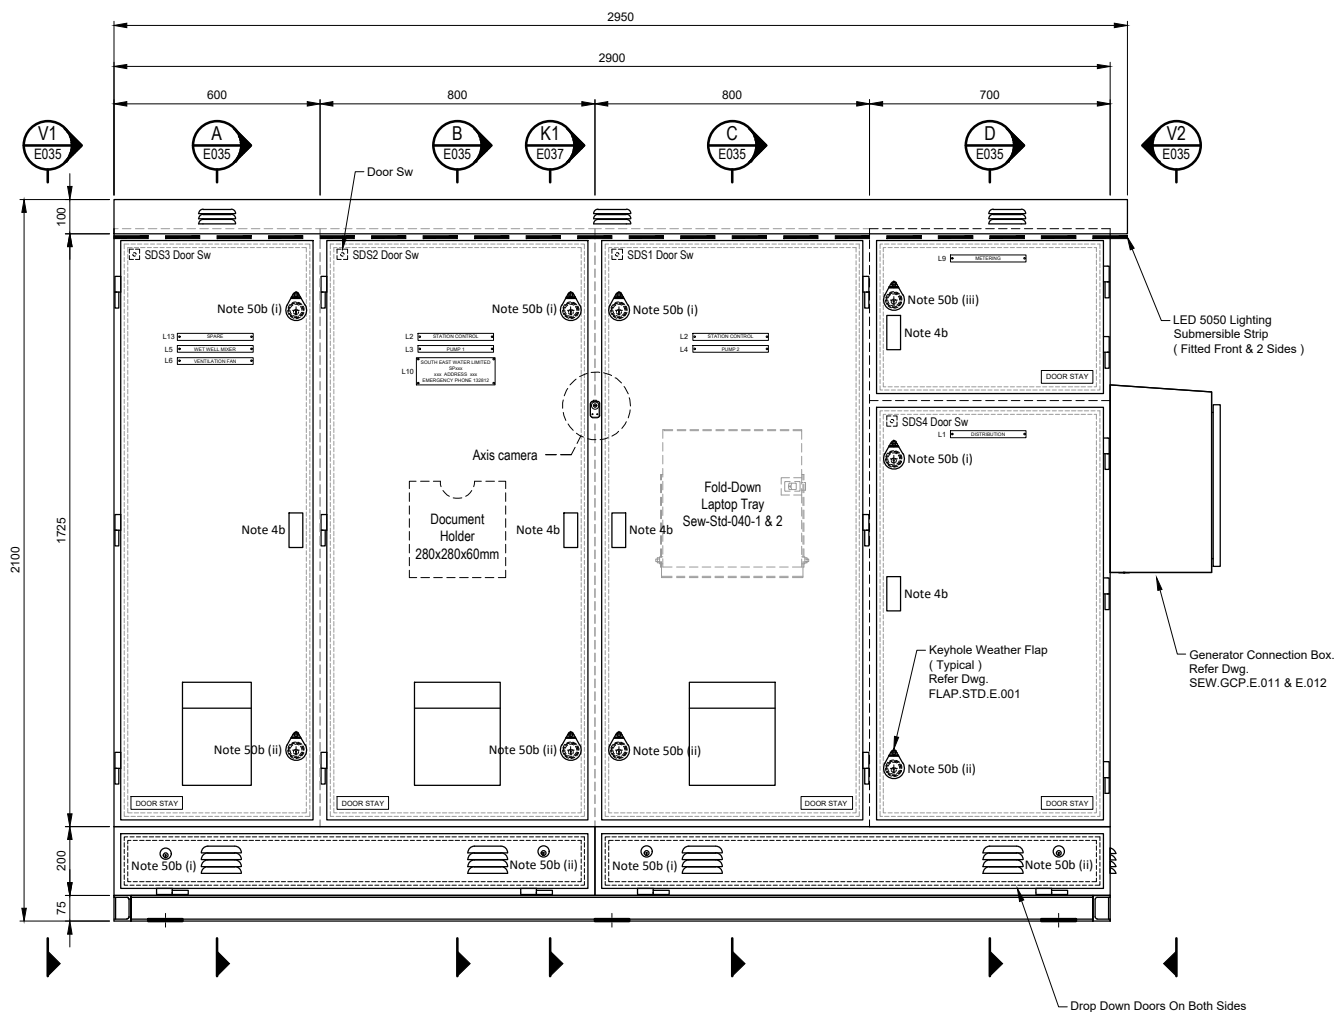 2950
2900
600
800
800
700
V1
E035
A
E035
B
E035
K1
E037
C
E035
D
E035
V2
E035
Door Sw
100
SDS3 Door Sw
SDS2 Door Sw
SDS1 Door Sw
L9
METERING
Note 50b (i)
Note 50b (i)
Note 50b (i)
Note 50b (iii)
LED 5050 Lighting
Submersible Strip
( Fitted Front & 2 Sides )
L13
SPARE
L5
WET WELL MIXER
L6
VENTILATION FAN
L2
STATION CONTROL
L3
PUMP 1
L10
SOUTH EAST WATER LIMITED
SPxxx
xxx ADDRESS xxx
EMERGENCY PHONE 132812
L2
STATION CONTROL
L4
PUMP 2
Note 4b
DOOR STAY
SDS4 Door Sw
L1
DISTRIBUTION
Note 50b (i)
Axis camera
Document
Holder
280x280x60mm
Fold-Down
Laptop Tray
Sew-Std-040-1 & 2
Note 4b
Note 4b
Note 4b
Note 4b
1725
2100
Keyhole Weather Flap
( Typical )
Refer Dwg.
FLAP.STD.E.001
Generator Connection Box.
Refer Dwg.
SEW.GCP.E.011 & E.012
Note 50b (ii)
Note 50b (ii)
Note 50b (ii)
Note 50b (ii)
DOOR STAY
DOOR STAY
DOOR STAY
DOOR STAY
200
Note 50b (i)
Note 50b (ii)
Note 50b (i)
Note 50b (ii)
75
Drop Down Doors On Both Sides